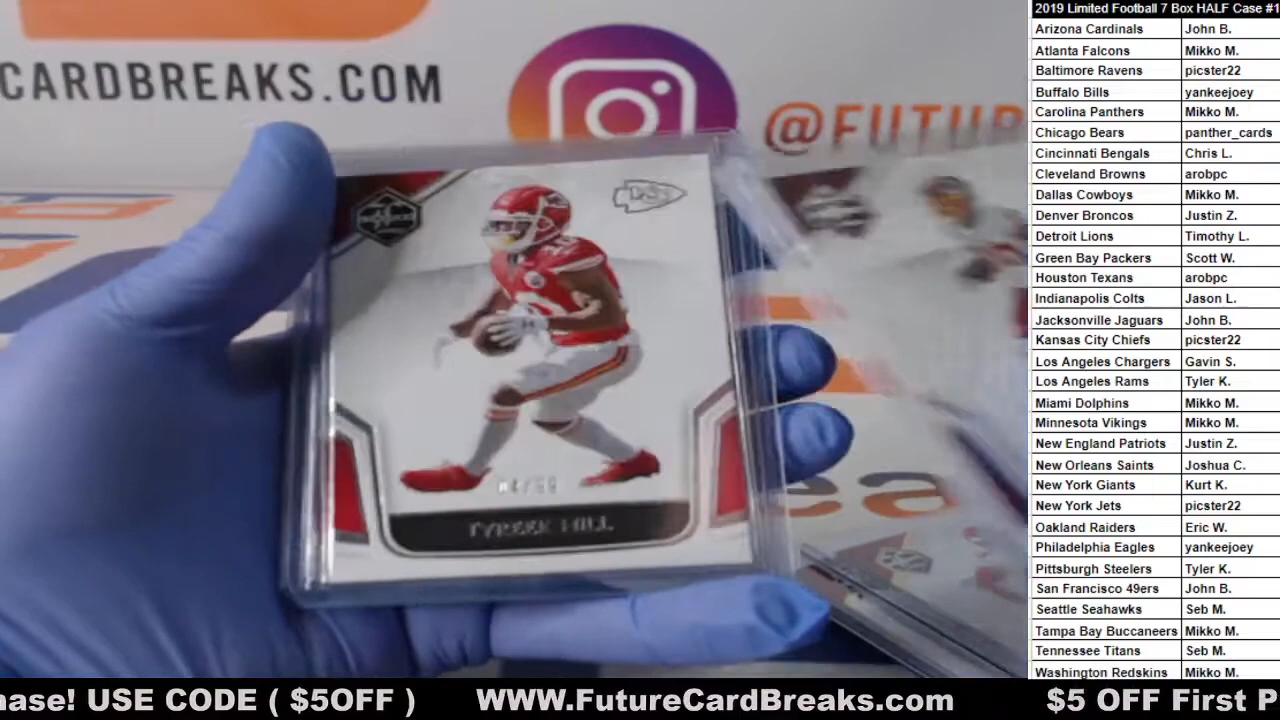 CARDBREAKS.COM
@FUTUR
TYREEK HILL
2019 Limited Football 7 Box HALF Case #1
Arizona Cardinals John B.
Atlanta Falcons Mikko M.
Baltimore Ravens picster22
Buffalo Bills yankeejoey
Carolina Panthers Mikko M.
Chicago Bears panther_cards
Cincinnati Bengals Chris L.
Cleveland Browns arobpc
Dallas Cowboys Mikko M.
Denver Broncos Justin Z.
Detroit Lions Timothy L.
Green Bay Packers Scott W.
Houston Texans arobpc
Indianapolis Colts Jason L.
Jacksonville Jaguars John B.
Kansas City Chiefs picster22
Los Angeles Chargers Gavin S.
Los Angeles Rams Tyler K.
Miami Dolphins Mikko M.
Minnesota Vikings Mikko M.
New England Patriots Justin Z.
New Orleans Saints Joshua C.
New York Giants Kurt K.
New York Jets picster22
Oakland Raiders Eric W.
Philadelphia Eagles yankeejoey
Pittsburgh Steelers Tyler K.
San Francisco 49ers John B.
Seattle Seahawks Seb M.
Tampa Bay Buccaneers Mikko M.
Tennessee Titans Seb M.
Washington Redskins Mikko M.
hase! USE CODE ( $5OFF ) WWW.FutureCardBreaks.com $5 OFF First P